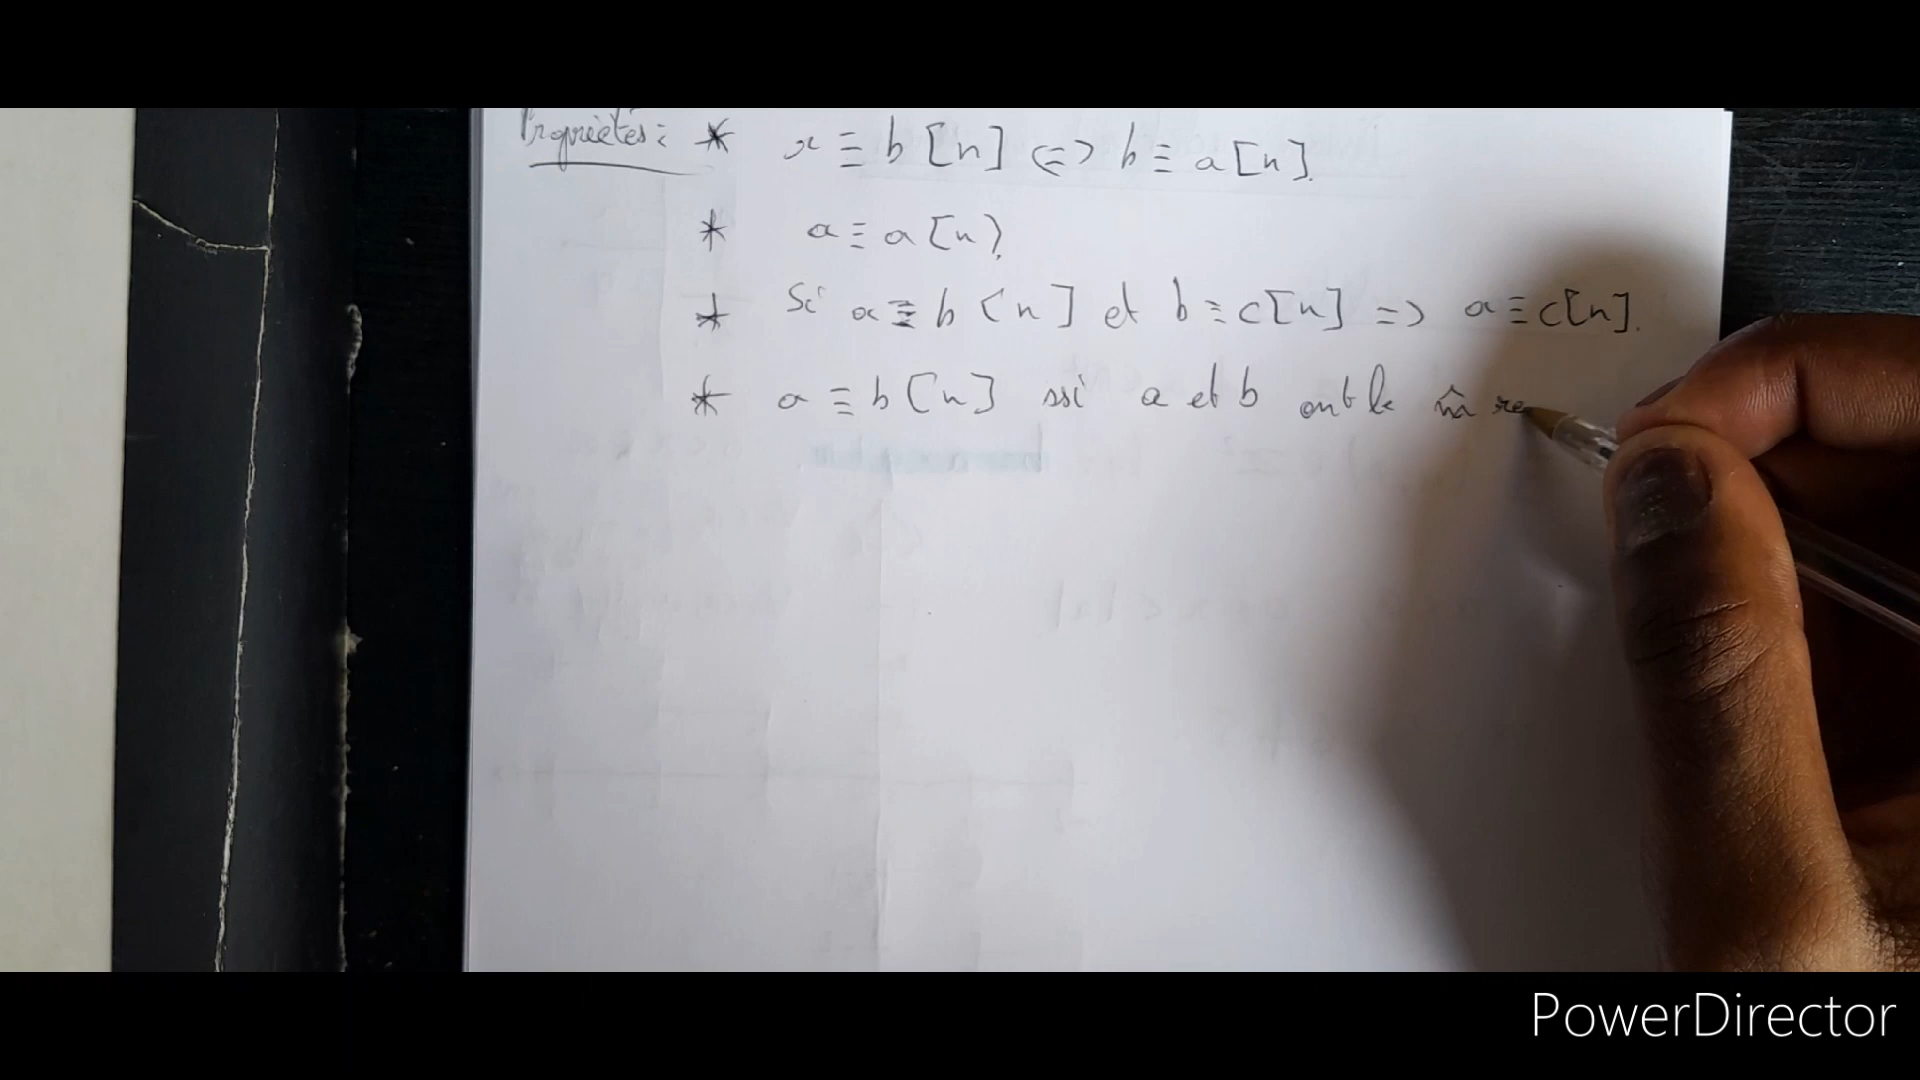 Propriétés : * x ≡ b [n] <=> b ≡ a [n].
* a ≡ a [n].
* Si a ≡ b [n] et b ≡ c [n] => a ≡ c [n].
* a ≡ b [n] ssi a et b ont le m̂ re
PowerDirector